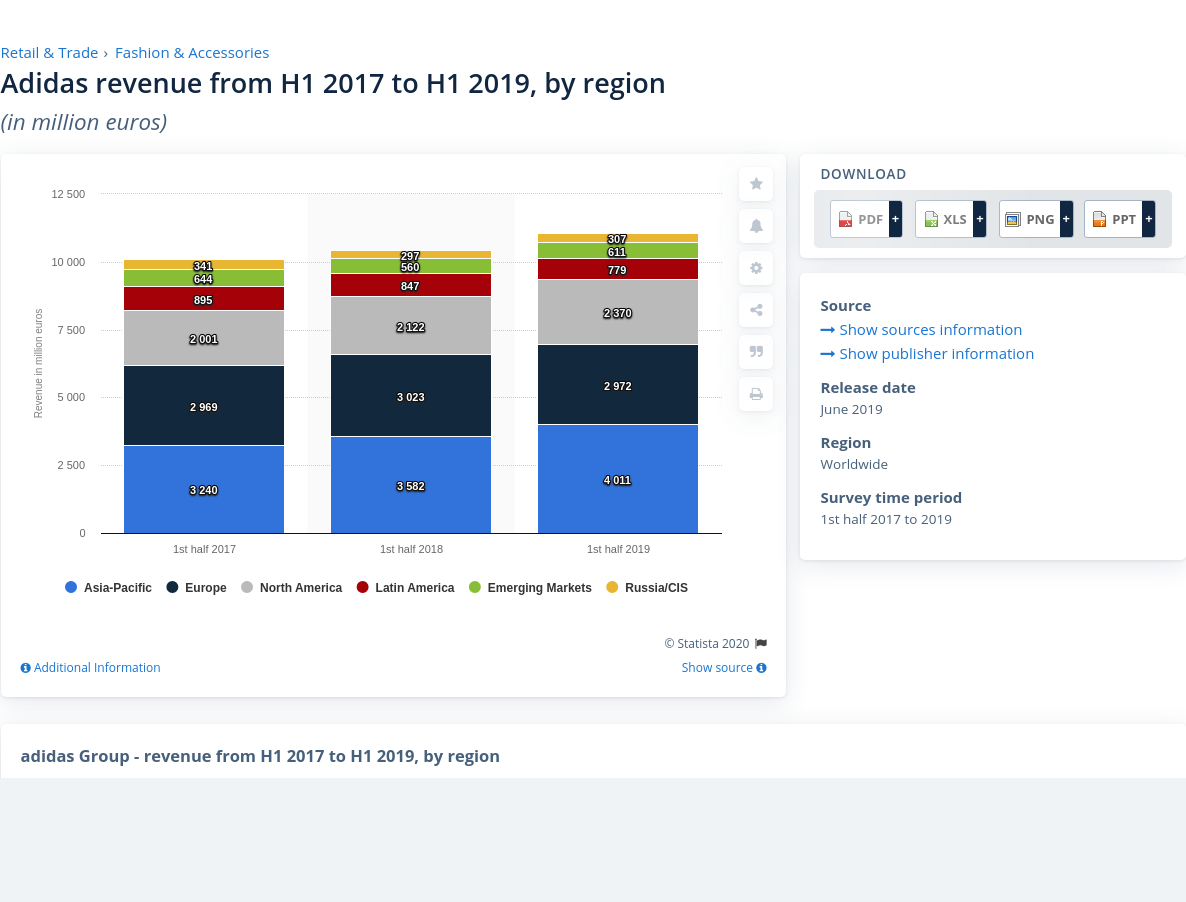 Retail & Trade › Fashion & Accessories
Adidas revenue from H1 2017 to H1 2019, by region
(in million euros)
12 500
10 000
7 500
5 000
2 500
0
Revenue in million euros
341
644
895
2 001
2 969
3 240
297
560
847
2 122
3 023
3 582
307
611
779
2 370
2 972
4 011
1st half 2017 1st half 2018 1st half 2019
Asia-Pacific Europe North America Latin America Emerging Markets Russia/CIS
© Statista 2020
Additional Information Show source
DOWNLOAD
PDF + XLS + PNG + PPT +
Source
Show sources information
Show publisher information
Release date
June 2019
Region
Worldwide
Survey time period
1st half 2017 to 2019
adidas Group - revenue from H1 2017 to H1 2019, by region